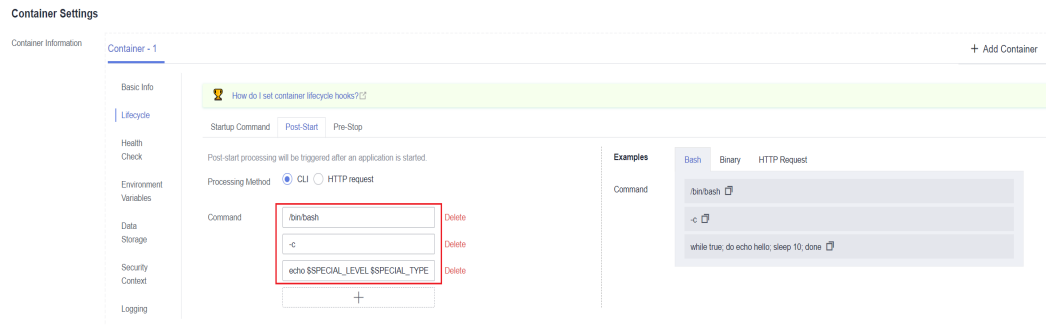 Container Settings
Container Information
Container - 1
+ Add Container
Basic Info
Lifecycle
Health
Check
Environment
Variables
Data
Storage
Security
Context
Logging
How do I set container lifecycle hooks?
Startup Command Post-Start Pre-Stop
Post-start processing will be triggered after an application is started.
Processing Method CLI HTTP request
Command /bin/bash Delete
-c Delete
echo $SPECIAL_LEVEL $SPECIAL_TYPE Delete
+
Examples Bash Binary HTTP Request
Command /bin/bash
-c
while true; do echo hello; sleep 10; done